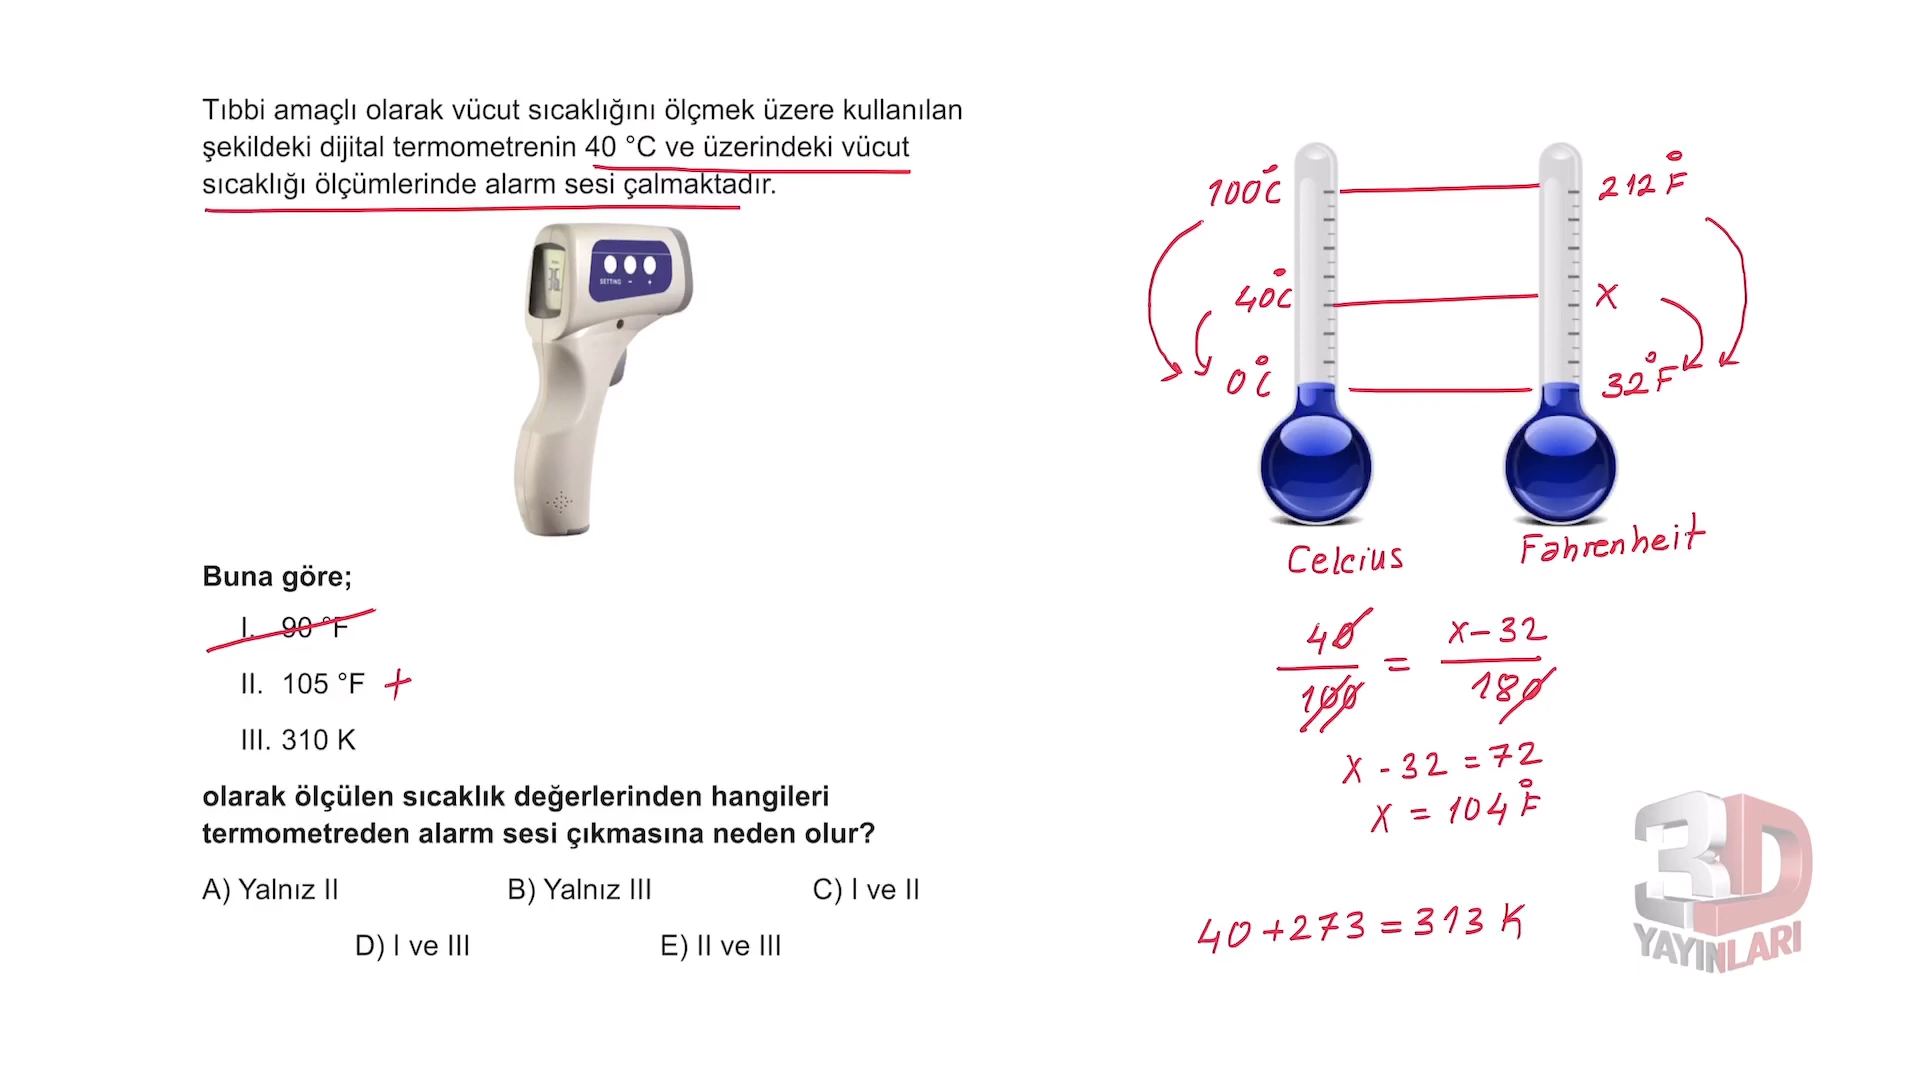 Tıbbi amaçlı olarak vücut sıcaklığını ölçmek üzere kullanılan
şekildeki dijital termometrenin 40 °C ve üzerindeki vücut
sıcaklığı ölçümlerinde alarm sesi çalmaktadır.
36
SETTING - +
Buna göre;
I. 90 °F
II. 105 °F +
III. 310 K
olarak ölçülen sıcaklık değerlerinden hangileri
termometreden alarm sesi çıkmasına neden olur?
A) Yalnız II B) Yalnız III C) I ve II
D) I ve III E) II ve III
100°C 212°F
40°C X
0°C 32°F
Celcius Fahrenheit
40/100 = X-32/180
X - 32 = 72
X = 104°F
40+273 = 313 K
3D
YAYINLARI